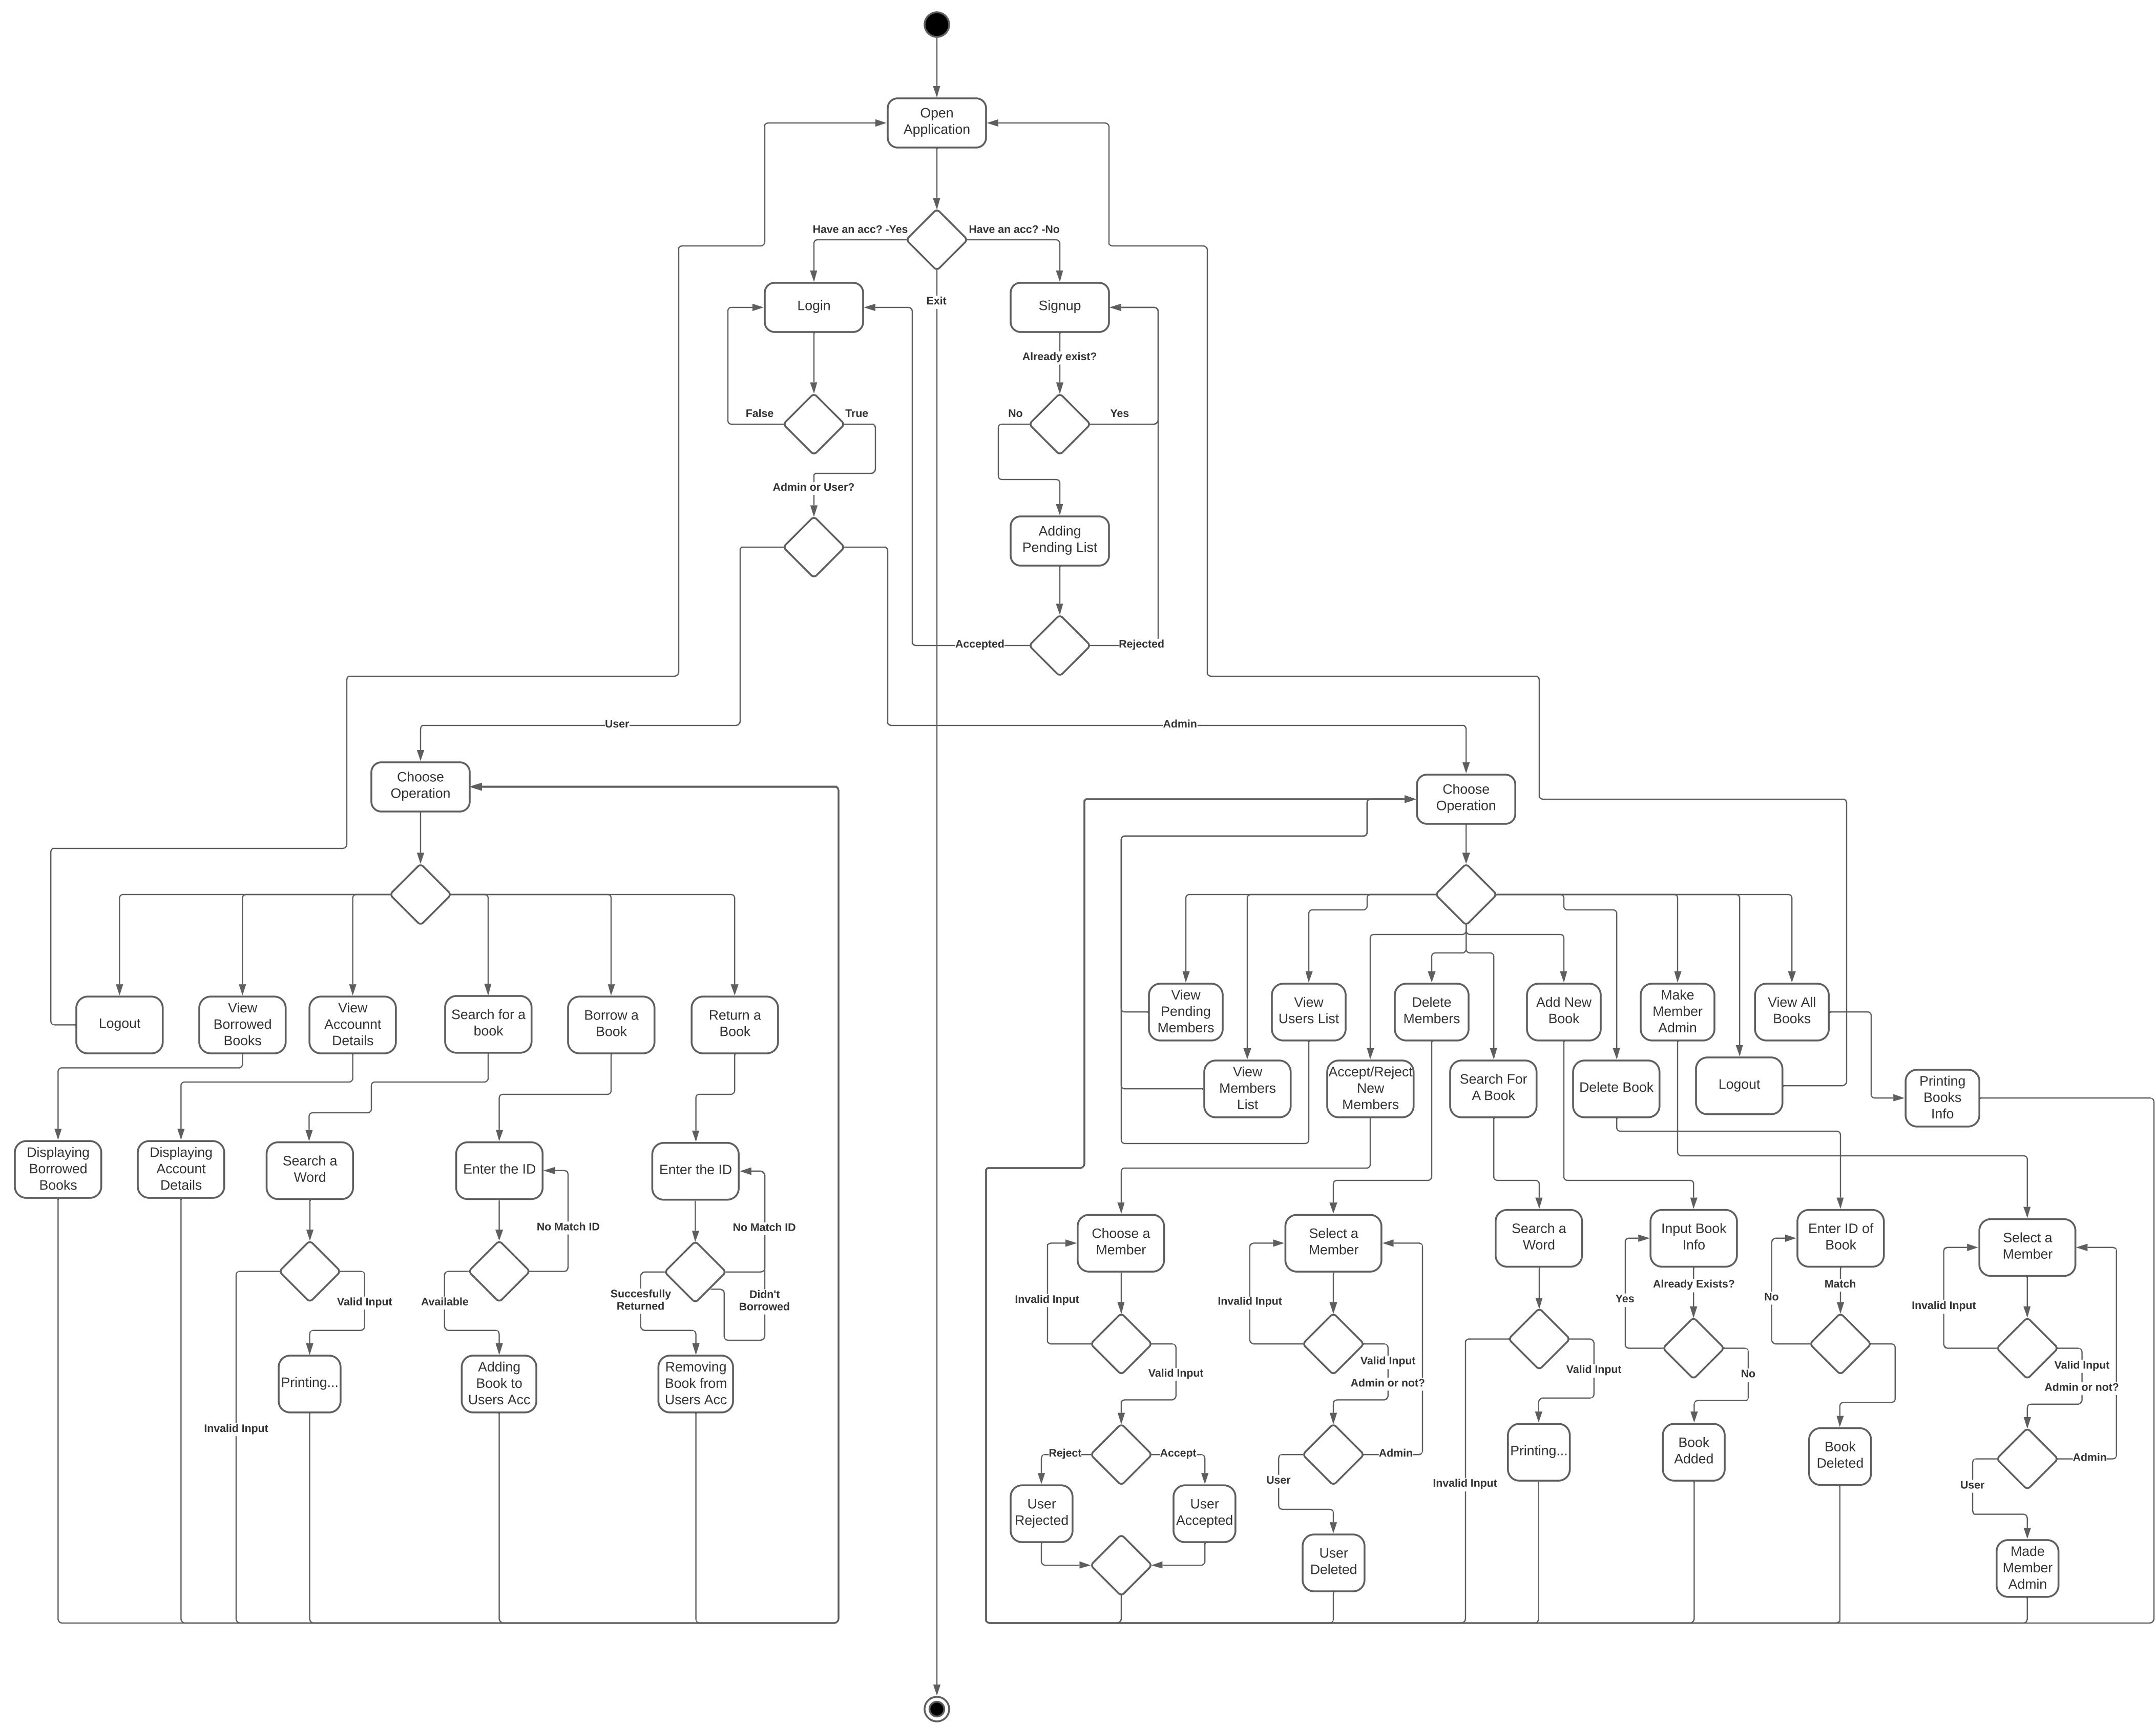 Open
Application
Have an acc? -Yes
Have an acc? -No
Login
Exit
Signup
Already exist?
False
True
No
Yes
Admin or User?
Adding
Pending List
Accepted
Rejected
User
Admin
Choose
Operation
Choose
Operation
Logout
View
Borrowed
Books
View
Accounnt
Details
Search for a
book
Borrow a
Book
Return a
Book
View
Pending
Members
View
Users List
Delete
Members
Add New
Book
Make
Member
Admin
View All
Books
View
Members
List
Accept/Reject
New
Members
Search For
A Book
Delete Book
Logout
Printing
Books
Info
Displaying
Borrowed
Books
Displaying
Account
Details
Search a
Word
Enter the ID
Enter the ID
No Match ID
No Match ID
Valid Input
Available
Succesfully
Returned
Didn't
Borrowed
Printing...
Adding
Book to
Users Acc
Removing
Book from
Users Acc
Invalid Input
Choose a
Member
Select a
Member
Search a
Word
Input Book
Info
Enter ID of
Book
Select a
Member
Already Exists?
Match
Invalid Input
Invalid Input
Yes
No
Invalid Input
Valid Input
Valid Input
Admin or not?
Valid Input
No
Valid Input
Admin or not?
Reject
Accept
Admin
User
Printing...
Book
Added
Book
Deleted
Admin
User
Invalid Input
User
Rejected
User
Accepted
User
Deleted
Made
Member
Admin